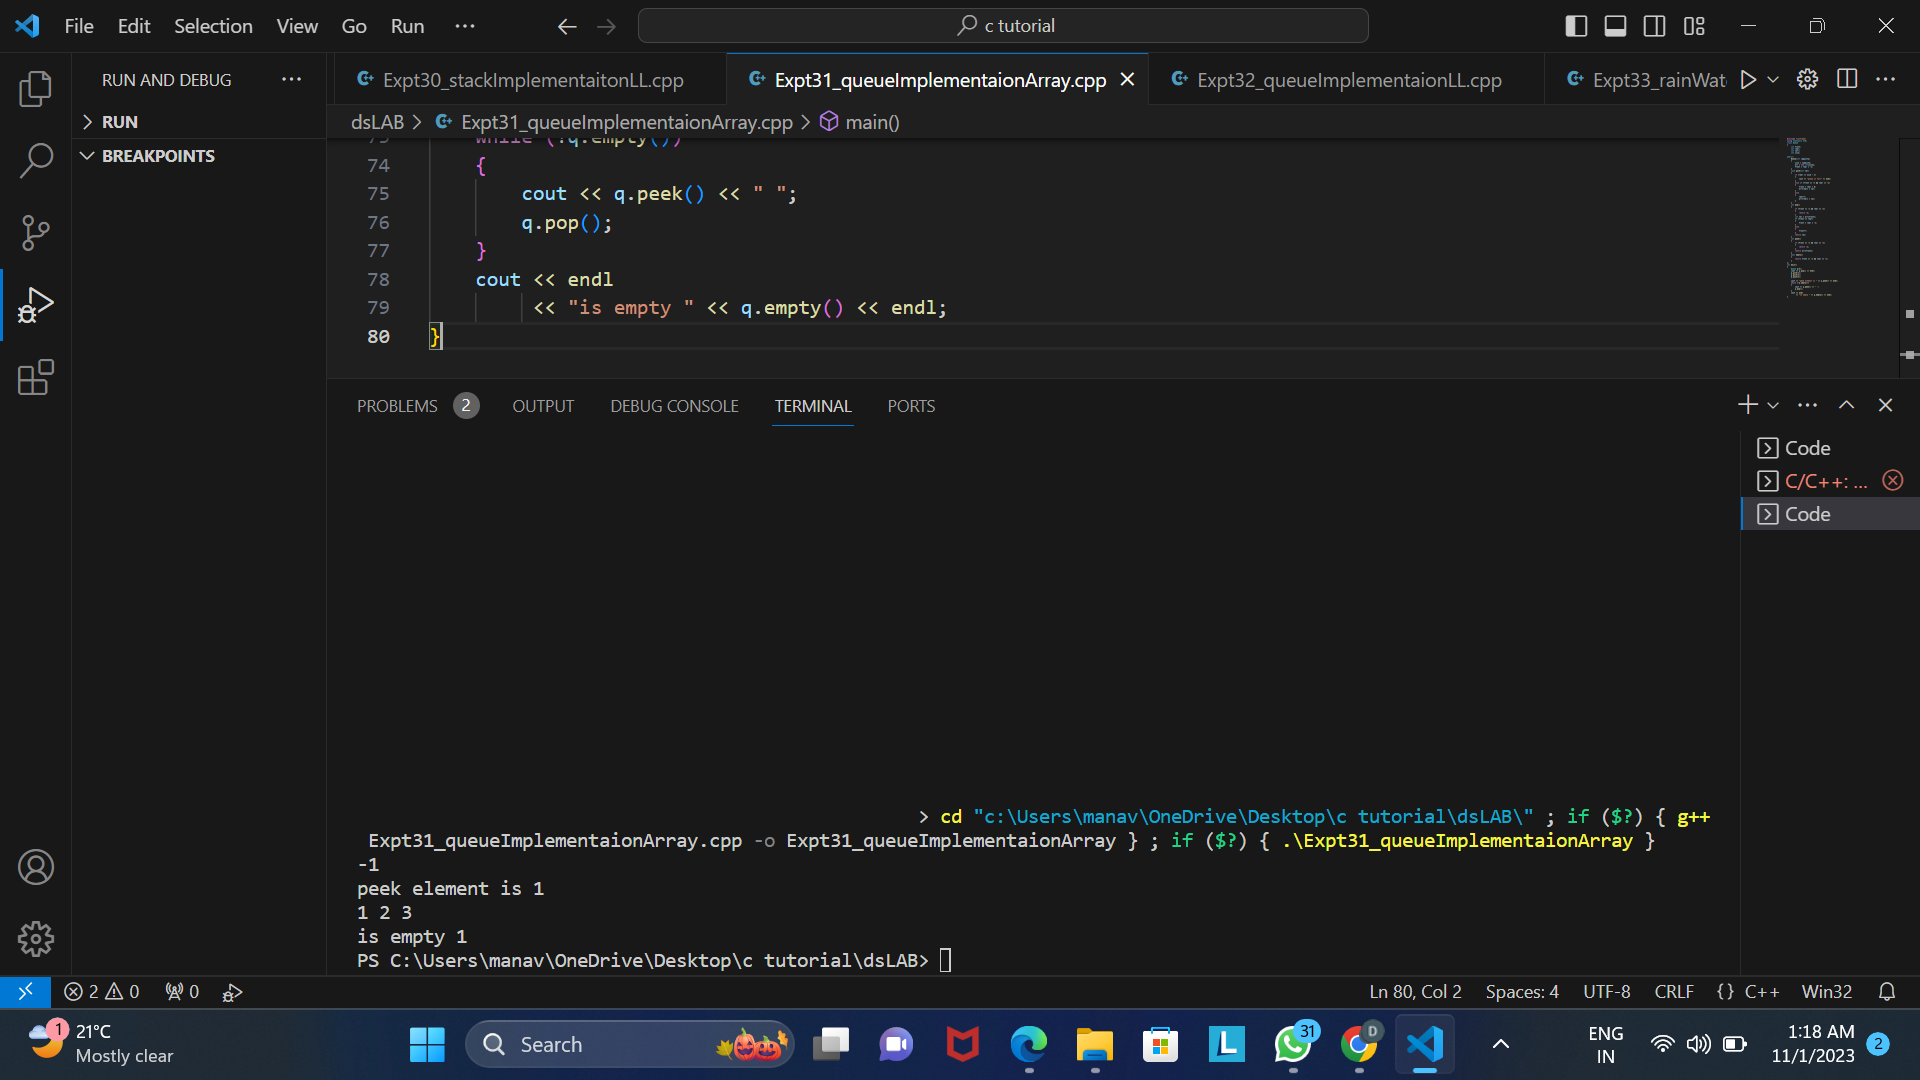 File Edit Selection View Go Run ···
c tutorial
RUN AND DEBUG ···
RUN
BREAKPOINTS
Expt30_stackImplementaitonLL.cpp
Expt31_queueImplementaionArray.cpp
Expt32_queueImplementaionLL.cpp
Expt33_rainWat
dsLAB > Expt31_queueImplementaionArray.cpp > main()
73 while (!q.empty())
74 {
75 cout << q.peek() << " ";
76 q.pop();
77 }
78 cout << endl
79 << "is empty " << q.empty() << endl;
80 }
PROBLEMS 2 OUTPUT DEBUG CONSOLE TERMINAL PORTS
Code
C/C++: ...
Code
> cd "c:\Users\manav\OneDrive\Desktop\c tutorial\dsLAB\" ; if ($?) { g++
Expt31_queueImplementaionArray.cpp -o Expt31_queueImplementaionArray } ; if ($?) { .\Expt31_queueImplementaionArray }
-1
peek element is 1
1 2 3
is empty 1
PS C:\Users\manav\OneDrive\Desktop\c tutorial\dsLAB>
2 0 0
Ln 80, Col 2 Spaces: 4 UTF-8 CRLF {} C++ Win32
1
21°C
Mostly clear
Search
L
31
D
ENG
IN
1:18 AM
11/1/2023
2